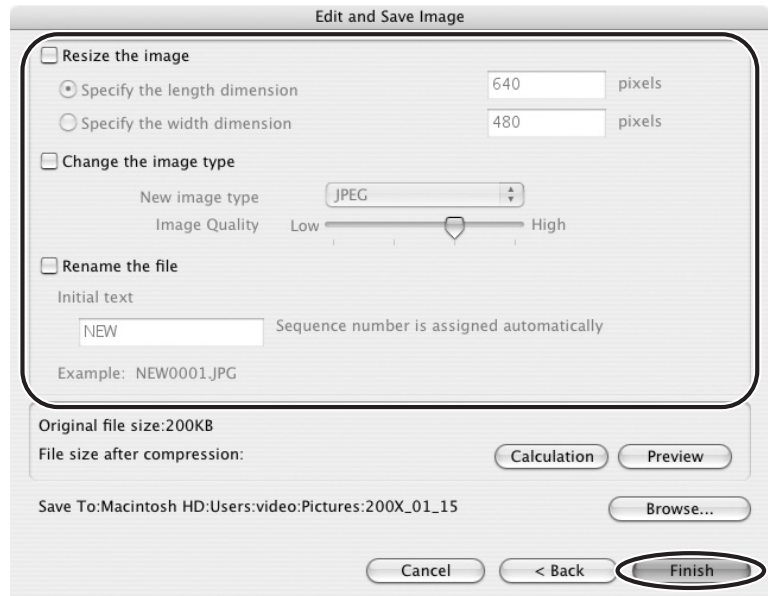 Edit and Save Image
Resize the image
Specify the length dimension 640 pixels
Specify the width dimension 480 pixels
Change the image type
New image type JPEG
Image Quality Low High
Rename the file
Initial text
NEW Sequence number is assigned automatically
Example: NEW0001.JPG
Original file size:200KB
File size after compression: Calculation Preview
Save To:Macintosh HD:Users:video:Pictures:200X_01_15 Browse...
Cancel < Back Finish